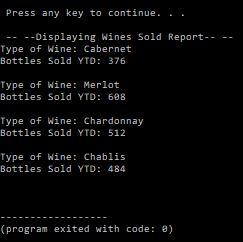 Press any key to continue. . .
-- --Displaying Wines Sold Report-- --
Type of Wine: Cabernet
Bottles Sold YTD: 376
Type of Wine: Merlot
Bottles Sold YTD: 608
Type of Wine: Chardonnay
Bottles Sold YTD: 512
Type of Wine: Chablis
Bottles Sold YTD: 484
------------------
(program exited with code: 0)